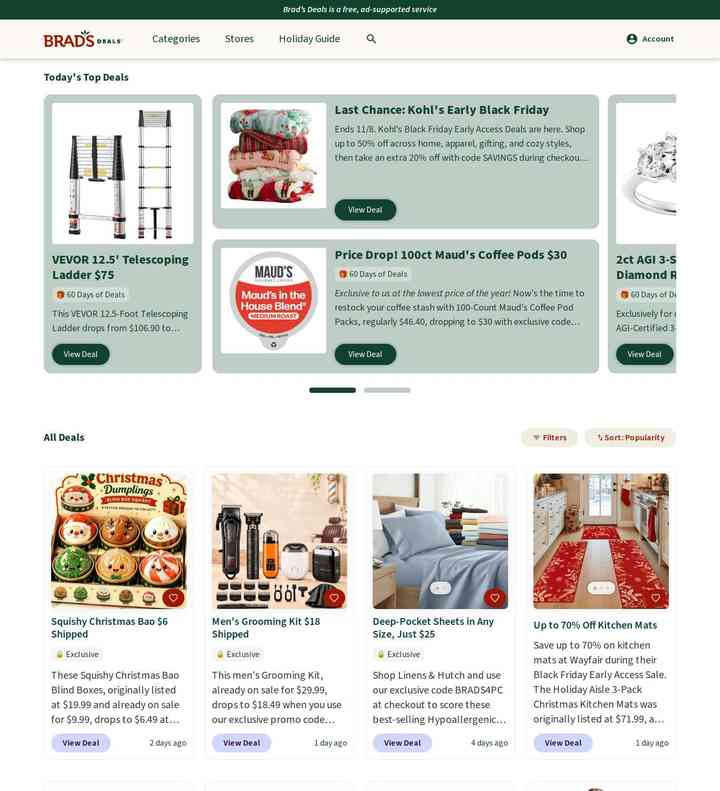 Brad's Deals is a free, ad-supported service
BRAD'S DEALS
Categories
Stores
Holiday Guide
Account
Today's Top Deals
VEVOR 12.5' Telescoping
Ladder $75
60 Days of Deals
This VEVOR 12.5-Foot Telescoping
Ladder drops from $106.90 to…
View Deal
Last Chance: Kohl's Early Black Friday
Ends 11/8. Kohl's Black Friday Early Access Deals are here. Shop
up to 50% off across home, apparel, gifting, and cozy styles,
then take an extra 20% off with code SAVINGS during checkou…
View Deal
MAUD'S
Maud's in the
House Blend
MEDIUM ROAST
Price Drop! 100ct Maud's Coffee Pods $30
60 Days of Deals
Exclusive to us at the lowest price of the year! Now's the time to
restock your coffee stash with 100-Count Maud's Coffee Pod
Packs, regularly $46.40, dropping to $30 with exclusive code…
View Deal
2ct AGI 3-S
Diamond R
60 Days of
Exclusively for
AGI-Certified 3-
View Deal
All Deals
Filters
Sort: Popularity
Christmas
Dumplings
Squishy Christmas Bao $6
Shipped
Exclusive
These Squishy Christmas Bao
Blind Boxes, originally listed
at $19.99 and already on sale
for $9.99, drops to $6.49 at…
View Deal
2 days ago
Men's Grooming Kit $18
Shipped
Exclusive
This men's Grooming Kit,
already on sale for $29.99,
drops to $18.49 when you use
our exclusive promo code…
View Deal
1 day ago
Deep-Pocket Sheets in Any
Size, Just $25
Exclusive
Shop Linens & Hutch and use
our exclusive code BRADS4PC
at checkout to score these
best-selling Hypoallergenic…
View Deal
4 days ago
Up to 70% Off Kitchen Mats
Save up to 70% on kitchen
mats at Wayfair during their
Black Friday Early Access Sale.
The Holiday Aisle 3-Pack
Christmas Kitchen Mats was
originally listed at $71.99, a…
View Deal
1 day ago